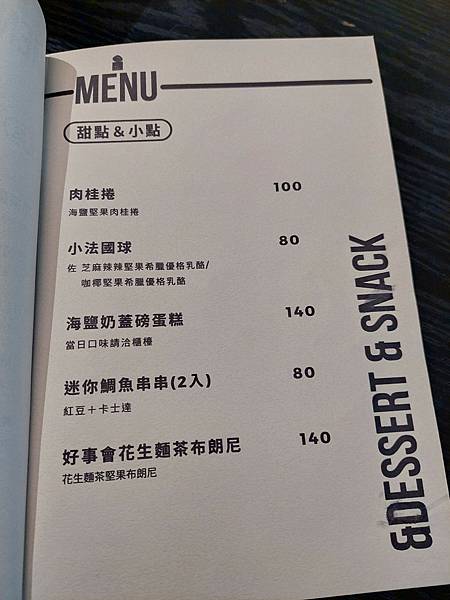 MENU
甜點&小點
肉桂捲 100
海鹽堅果肉桂捲
小法國球 80
佐 芝麻辣辣堅果希臘優格乳酪/
咖椰堅果希臘優格乳酪
海鹽奶蓋磅蛋糕 140
當日口味請洽櫃檯
迷你鯛魚串串(2入) 80
紅豆+卡士達
好事會花生麵茶布朗尼 140
花生麵茶堅果布朗尼
&DESSERT & SNACK